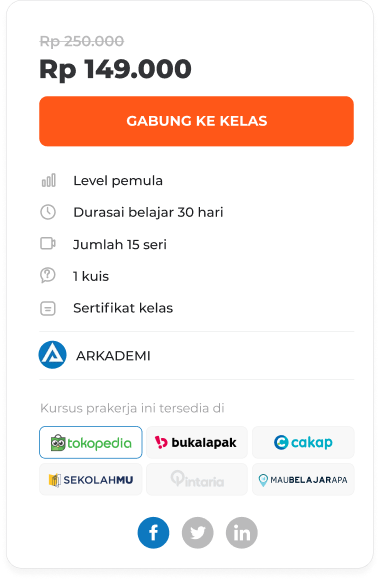 Rp 250.000
Rp 149.000
GABUNG KE KELAS
Level pemula
Durasai belajar 30 hari
Jumlah 15 seri
1 kuis
Sertifikat kelas
ARKADEMI
Kursus prakerja ini tersedia di
tokopedia
bukalapak
cakap
SEKOLAHMU
Pintaria
MAUBELAJARAPA